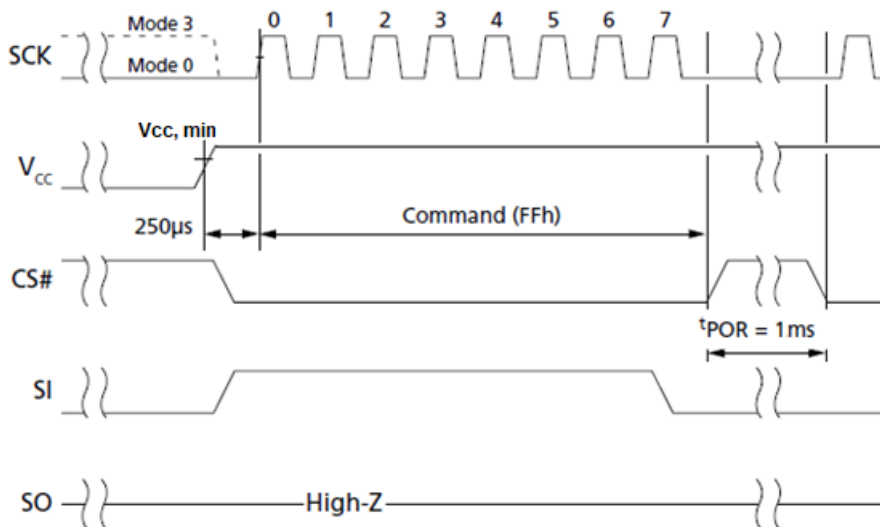 0 1 2 3 4 5 6 7
Mode 3
SCK
Mode 0
Vcc, min
Vcc
250µs
Command (FFh)
CS#
tPOR = 1ms
SI
SO
High-Z